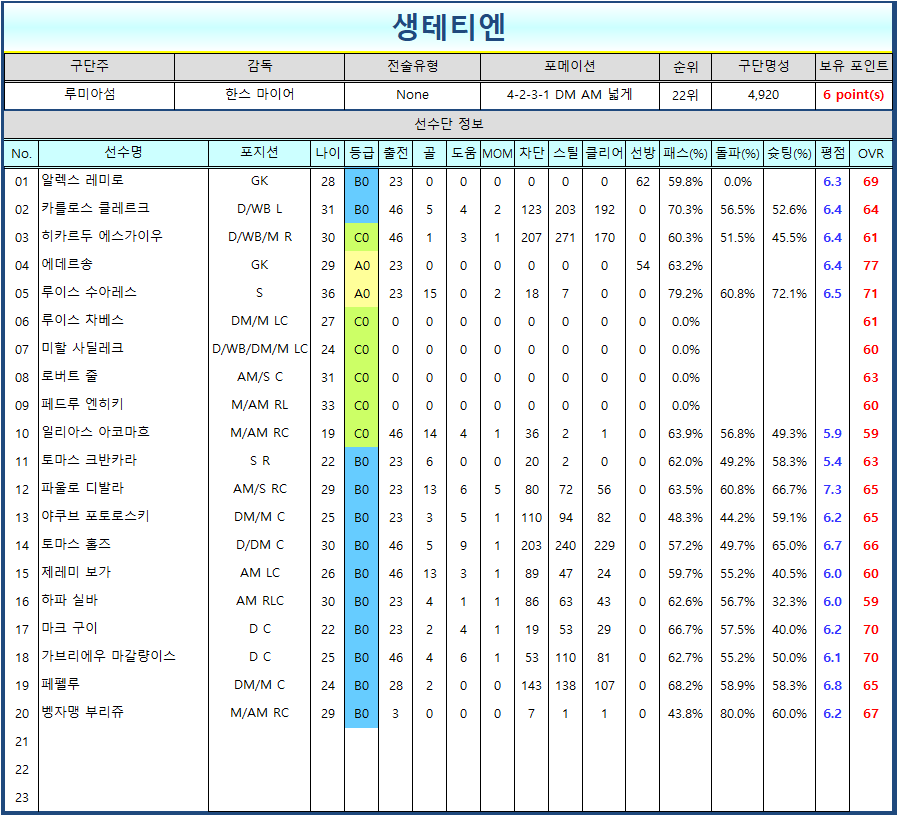 생테티엔
구단주 감독 전술유형 포메이션 순위 구단명성 보유 포인트
루미아섬 한스 마이어 None 4-2-3-1 DM AM 넓게 22위 4,920 6 point(s)
선수단 정보
No. 선수명 포지션 나이 등급 출전 골 도움 MOM 차단 스틸 클리어 선방 패스(%) 돌파(%) 슛팅(%) 평점 OVR
01 알렉스 레미로 GK 28 B0 23 0 0 0 0 0 0 62 59.8% 0.0% 6.3 69
02 카를로스 클레르크 D/WB L 31 B0 46 5 4 2 123 203 192 0 70.3% 56.5% 52.6% 6.4 64
03 히카르두 에스가이우 D/WB/M R 30 C0 46 1 3 1 207 271 170 0 60.3% 51.5% 45.5% 6.4 61
04 에데르송 GK 29 A0 23 0 0 0 0 0 0 54 63.2% 6.4 77
05 루이스 수아레스 S 36 A0 23 15 0 2 18 7 0 0 79.2% 60.8% 72.1% 6.5 71
06 루이스 차베스 DM/M LC 27 C0 0 0 0 0 0 0 0 0 0.0% 61
07 미할 사딜레크 D/WB/DM/M LC 24 C0 0 0 0 0 0 0 0 0 0.0% 60
08 로버트 줄 AM/S C 31 C0 0 0 0 0 0 0 0 0 0.0% 63
09 페드루 엔히키 M/AM RL 33 C0 0 0 0 0 0 0 0 0 0.0% 60
10 일리아스 아코마흐 M/AM RC 19 C0 46 14 4 1 36 2 1 0 63.9% 56.8% 49.3% 5.9 59
11 토마스 크반카라 S R 22 B0 23 6 0 0 20 2 0 0 62.0% 49.2% 58.3% 5.4 63
12 파울로 디발라 AM/S RC 29 B0 23 13 6 5 80 72 56 0 63.5% 60.8% 66.7% 7.3 65
13 야쿠브 포토로스키 DM/M C 25 B0 23 3 5 1 110 94 82 0 48.3% 44.2% 59.1% 6.2 65
14 토마스 홀즈 D/DM C 30 B0 46 5 9 1 203 240 229 0 57.2% 49.7% 65.0% 6.7 66
15 제레미 보가 AM LC 26 B0 46 13 3 1 89 47 24 0 59.7% 55.2% 40.5% 6.0 60
16 하파 실바 AM RLC 30 B0 23 4 1 1 86 63 43 0 62.6% 56.7% 32.3% 6.0 59
17 마크 구이 D C 22 B0 23 2 4 1 19 53 29 0 66.7% 57.5% 40.0% 6.2 70
18 가브리에우 마갈량이스 D C 25 B0 46 4 6 1 53 110 81 0 62.7% 55.2% 50.0% 6.1 70
19 페펠루 DM/M C 24 B0 28 2 0 0 143 138 107 0 68.2% 58.9% 58.3% 6.8 65
20 벵자맹 부리쥬 M/AM RC 29 B0 3 0 0 0 7 1 1 0 43.8% 80.0% 60.0% 6.2 67
21
22
23